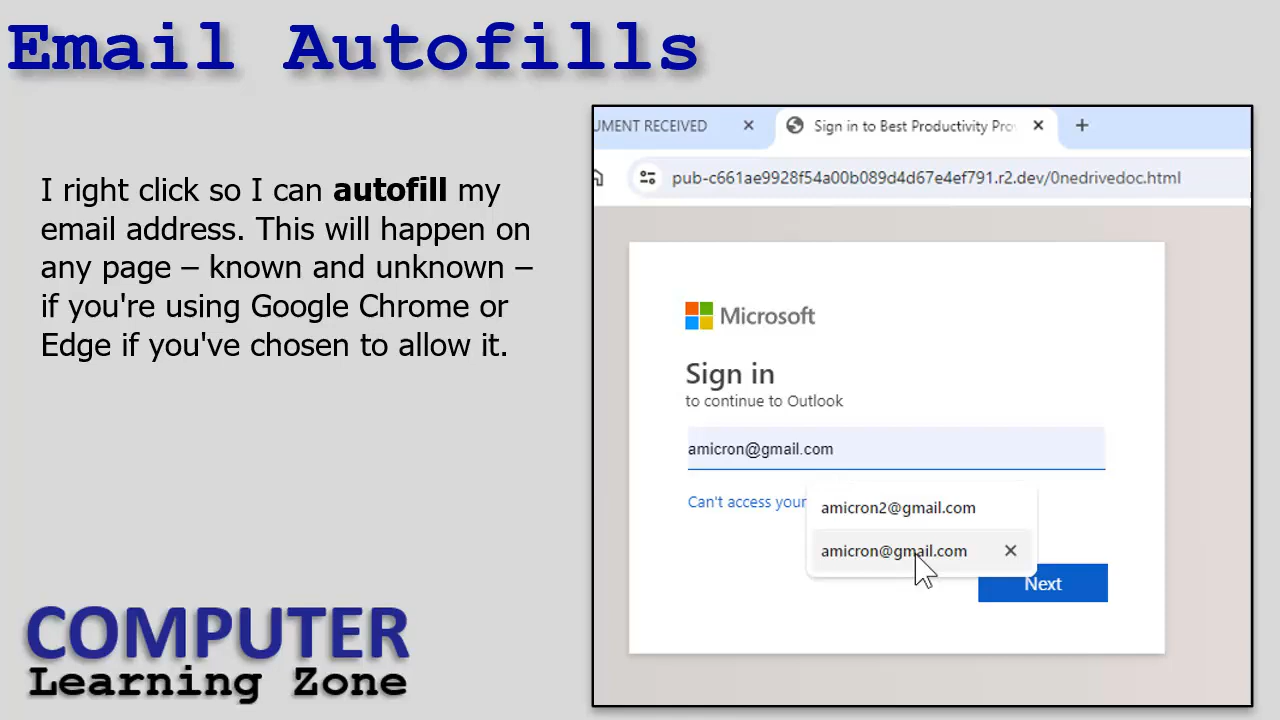 Email Autofills
I right click so I can autofill my
email address. This will happen on
any page – known and unknown –
if you're using Google Chrome or
Edge if you've chosen to allow it.
UMENT RECEIVED
Sign in to Best Productivity Pro
pub-c661ae9928f54a00b089d4d67e4ef791.r2.dev/0nedrivedoc.html
Microsoft
Sign in
to continue to Outlook
amicron@gmail.com
Can't access your
amicron2@gmail.com
amicron@gmail.com
Next
COMPUTER
Learning Zone